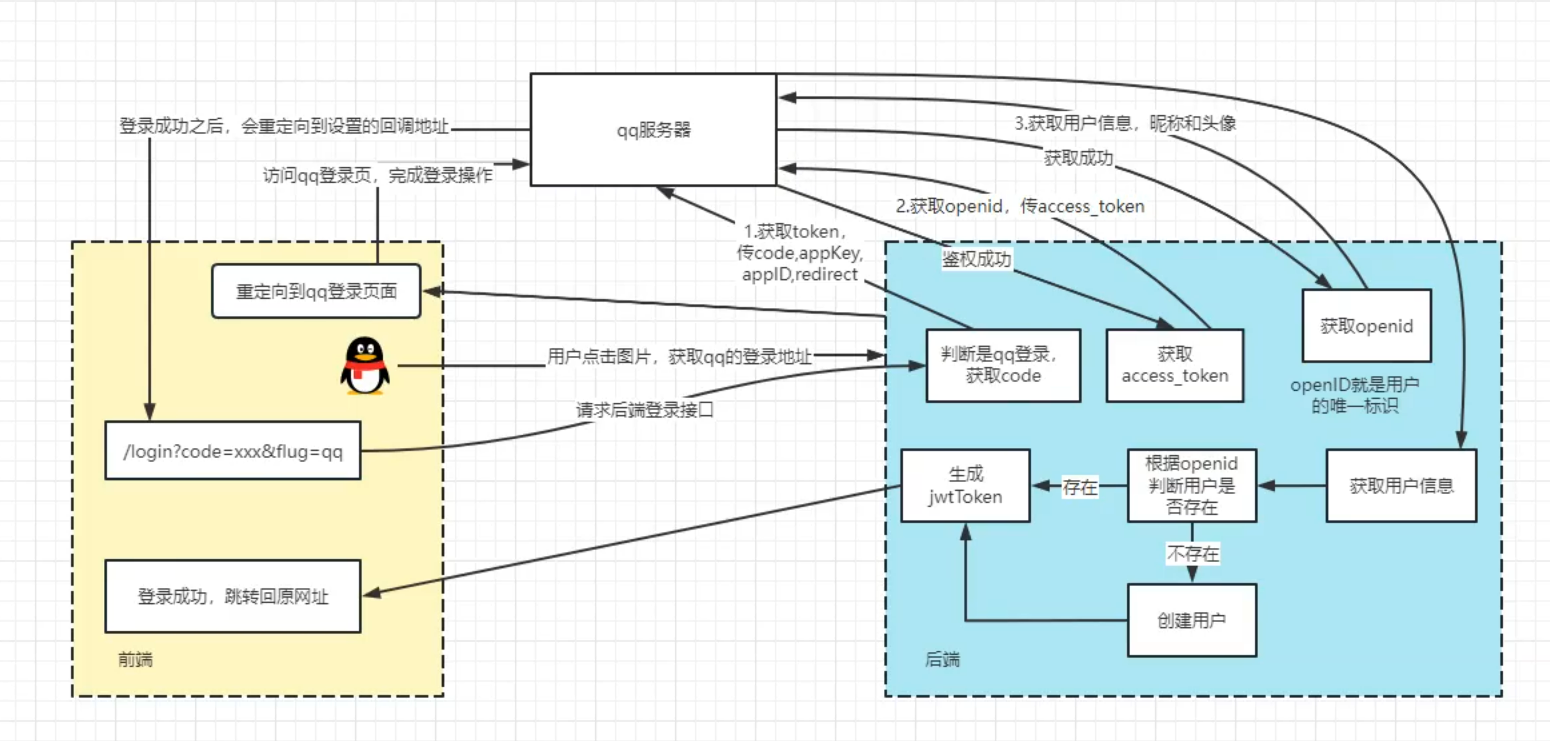 qq服务器
登录成功之后，会重定向到设置的回调地址
3.获取用户信息，昵称和头像
获取成功
访问qq登录页，完成登录操作
2.获取openid，传access_token
1.获取token，
传code,appKey,
appID,redirect
鉴权成功
重定向到qq登录页面
获取openid
用户点击图片，获取qq的登录地址
判断是qq登录，
获取code
获取
access_token
openID就是用户
的唯一标识
请求后端登录接口
/login?code=xxx&flug=qq
生成
jwtToken
存在
根据openid
判断用户是
否存在
获取用户信息
不存在
登录成功，跳转回原网址
创建用户
前端
后端